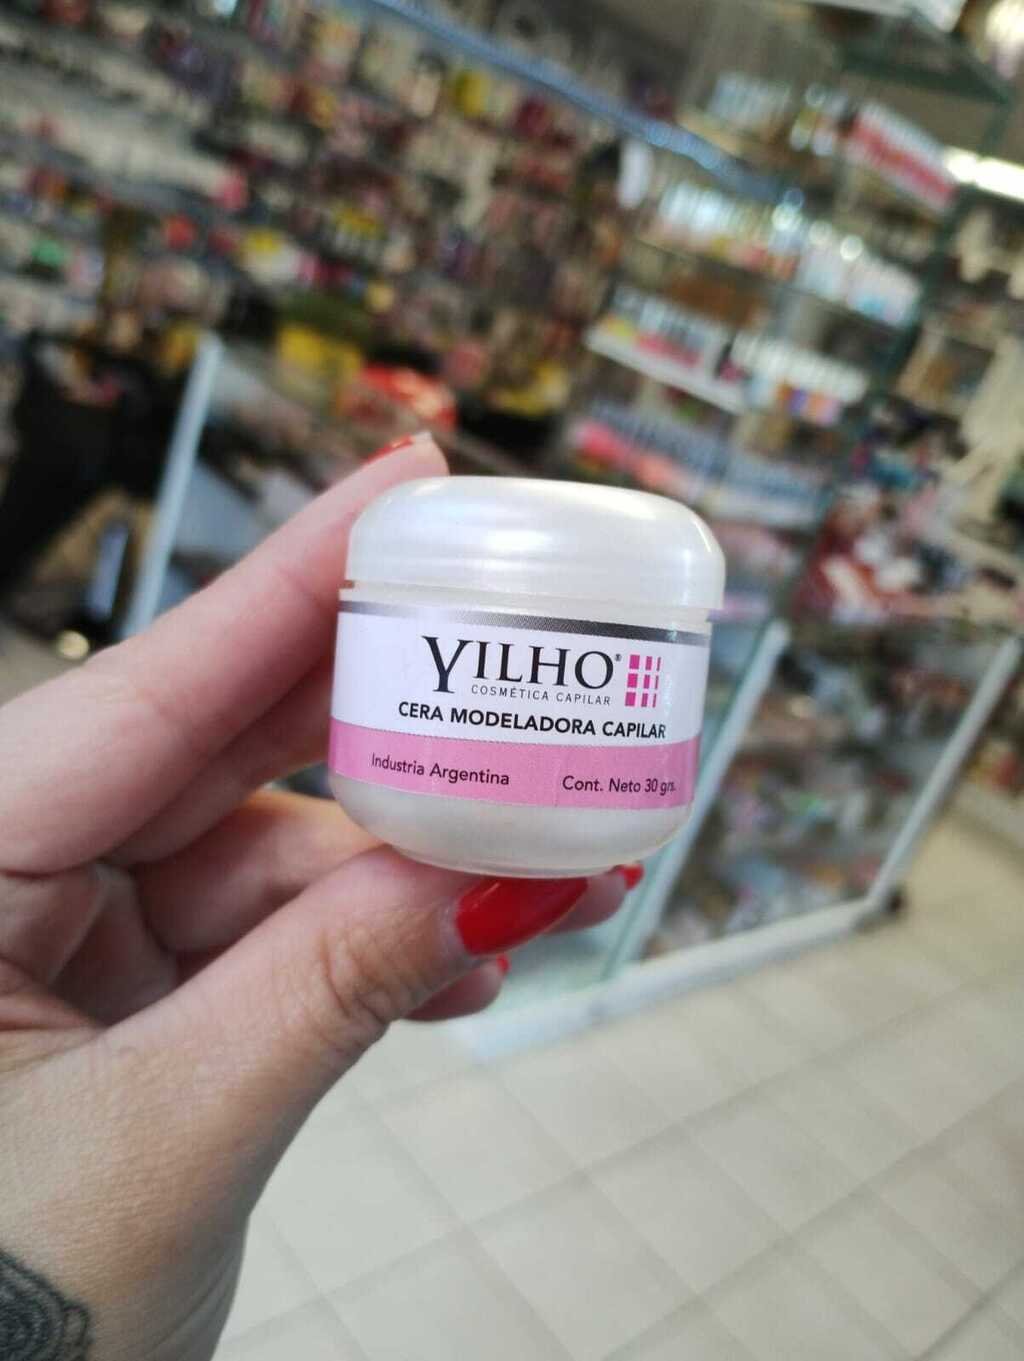 YILHO®
COSMÉTICA CAPILAR
CERA MODELADORA CAPILAR
Industria Argentina
Cont. Neto 30 grs.